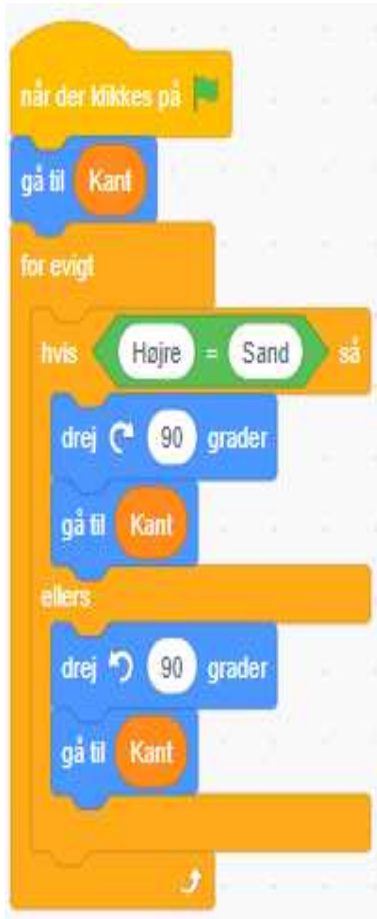 når der klikkes på
gå til Kant
for evigt
hvis Højre = Sand så
drej 90 grader
gå til Kant
ellers
drej 90 grader
gå til Kant